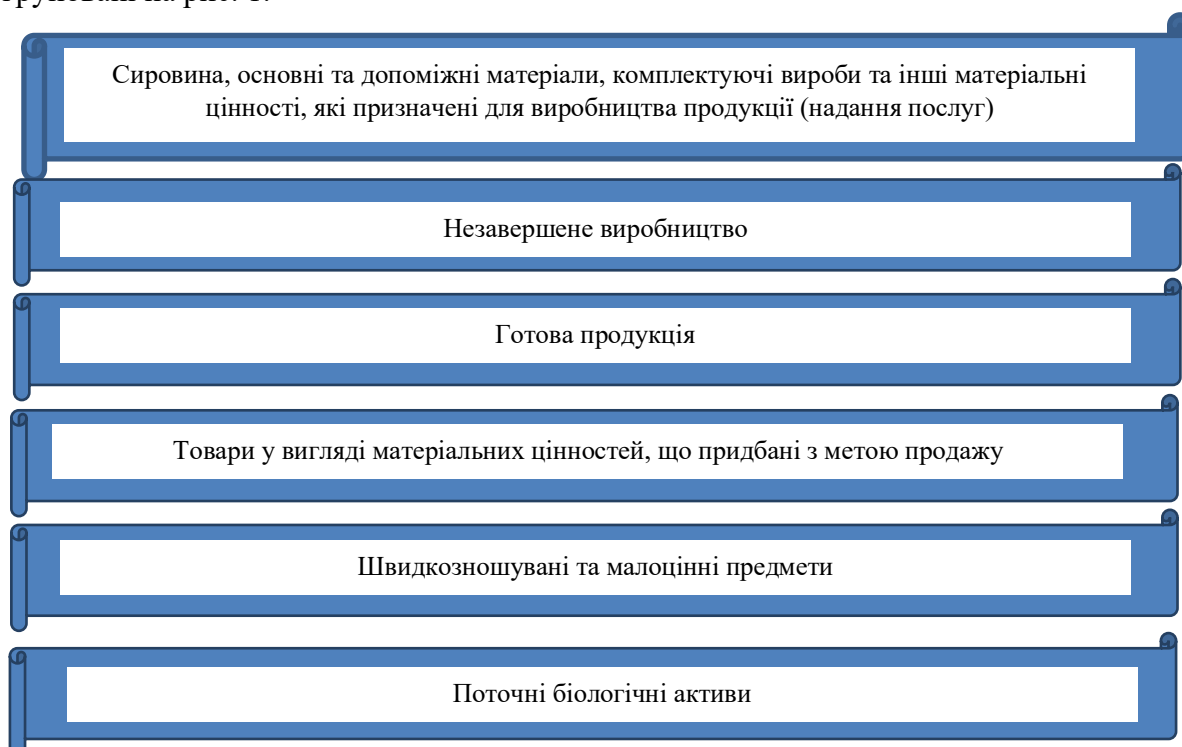 Сировина, основні та допоміжні матеріали, комплектуючі вироби та інші матеріальні
цінності, які призначені для виробництва продукції (надання послуг)
Незавершене виробництво
Готова продукція
Товари у вигляді матеріальних цінностей, що придбані з метою продажу
Швидкозношувані та малоцінні предмети
Поточні біологічні активи